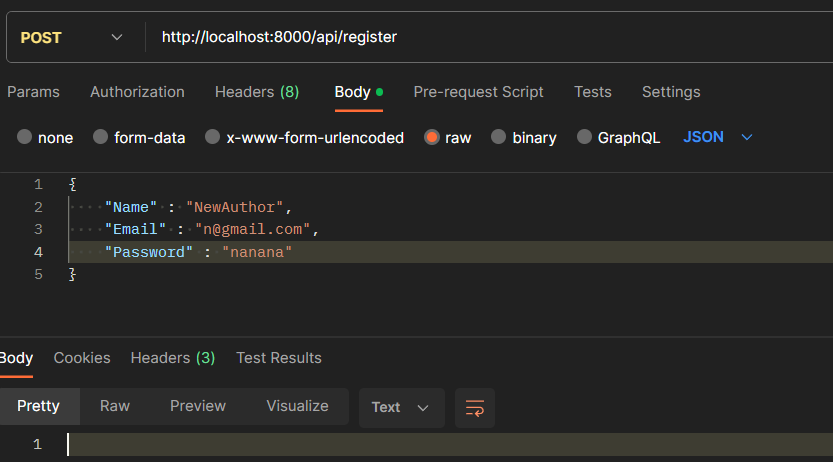 POST http://localhost:8000/api/register
Params Authorization Headers (8) Body Pre-request Script Tests Settings
none form-data x-www-form-urlencoded raw binary GraphQL JSON
1 {
2 "Name" : "NewAuthor",
3 "Email" : "n@gmail.com",
4 "Password" : "nanana"
5 }
Body Cookies Headers (3) Test Results
Pretty Raw Preview Visualize Text
1